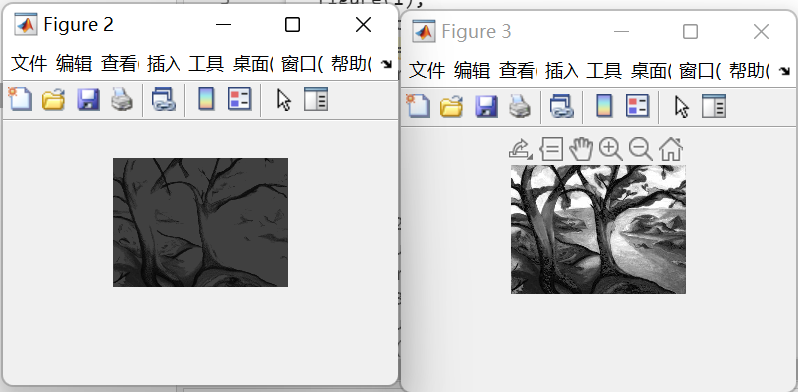 figure(1);
Figure 2
文件 编辑 查看( 插入 工具 桌面( 窗口( 帮助(
Figure 3
文件 编辑 查看( 插入 工具 桌面( 窗口( 帮助(